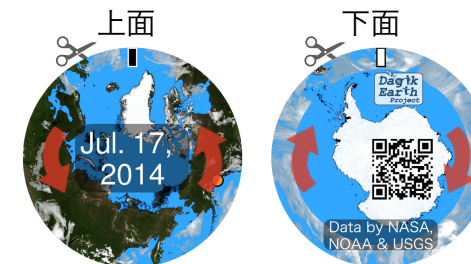 上面
下面
Jul. 17,
2014
Dagik
Earth
Project
Data by NASA,
NOAA & USGS